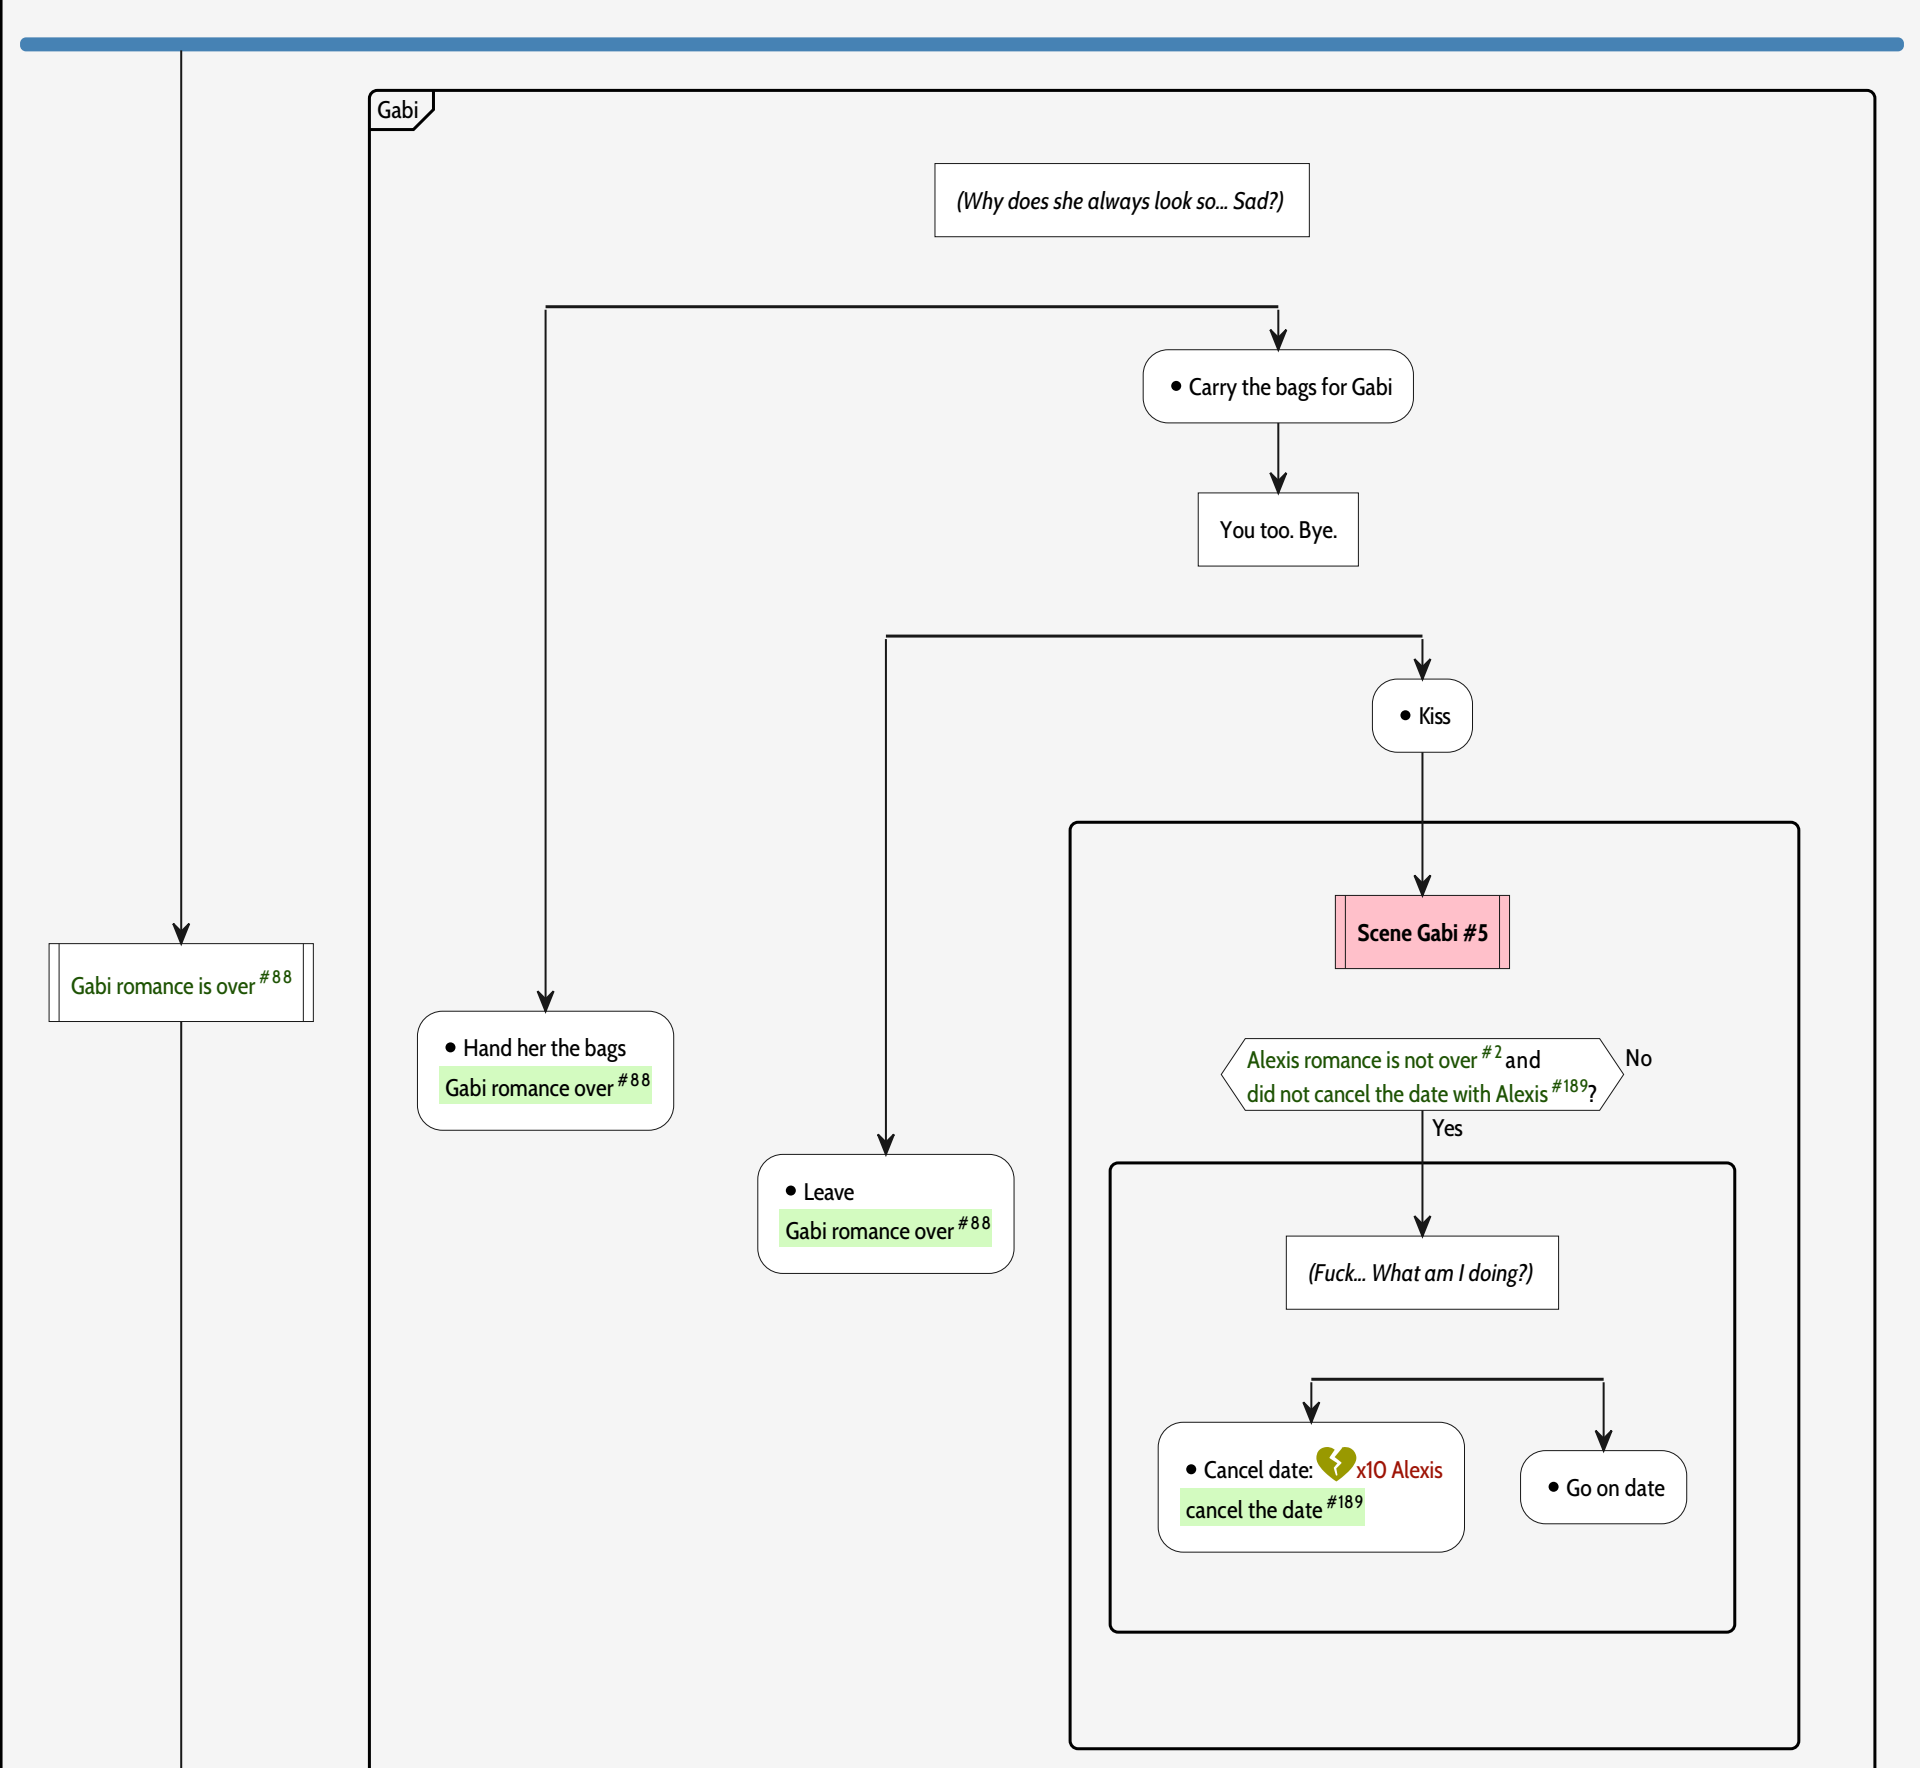 Gabi
(Why does she always look so... Sad?)
• Carry the bags for Gabi
You too. Bye.
• Kiss
Scene Gabi #5
Gabi romance is over #88
• Hand her the bags
Gabi romance over #88
Alexis romance is not over #2 and
did not cancel the date with Alexis #189?
No
Yes
• Leave
Gabi romance over #88
(Fuck... What am I doing?)
• Cancel date: 💔x10 Alexis
cancel the date #189
• Go on date